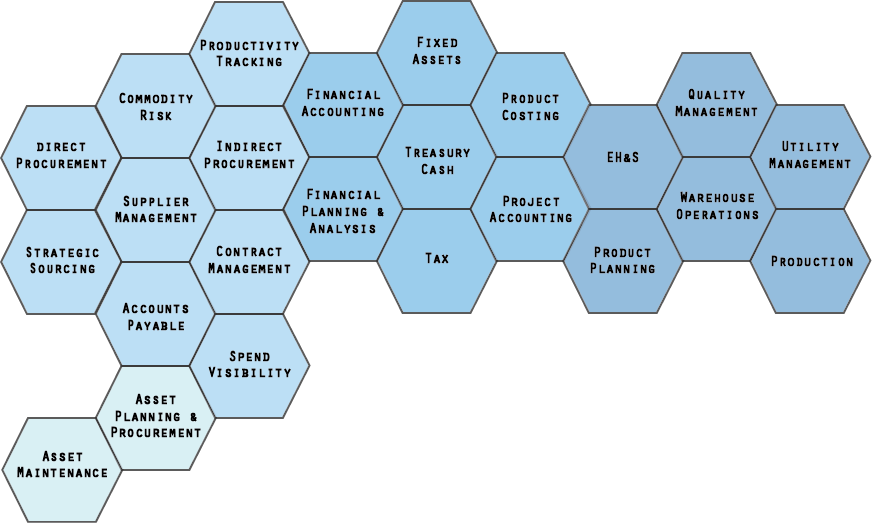 PRODUCTIVITY
TRACKING
FIXED
ASSETS
COMMODITY
RISK
FINANCIAL
ACCOUNTING
PRODUCT
COSTING
QUALITY
MANAGEMENT
DIRECT
PROCUREMENT
INDIRECT
PROCUREMENT
TREASURY
CASH
EH&S
UTILITY
MANAGEMENT
SUPPLIER
MANAGEMENT
FINANCIAL
PLANNING &
ANALYSIS
PROJECT
ACCOUNTING
WAREHOUSE
OPERATIONS
STRATEGIC
SOURCING
CONTRACT
MANAGEMENT
TAX
PRODUCT
PLANNING
PRODUCTION
ACCOUNTS
PAYABLE
SPEND
VISIBILITY
ASSET
PLANNING &
PROCUREMENT
ASSET
MAINTENANCE